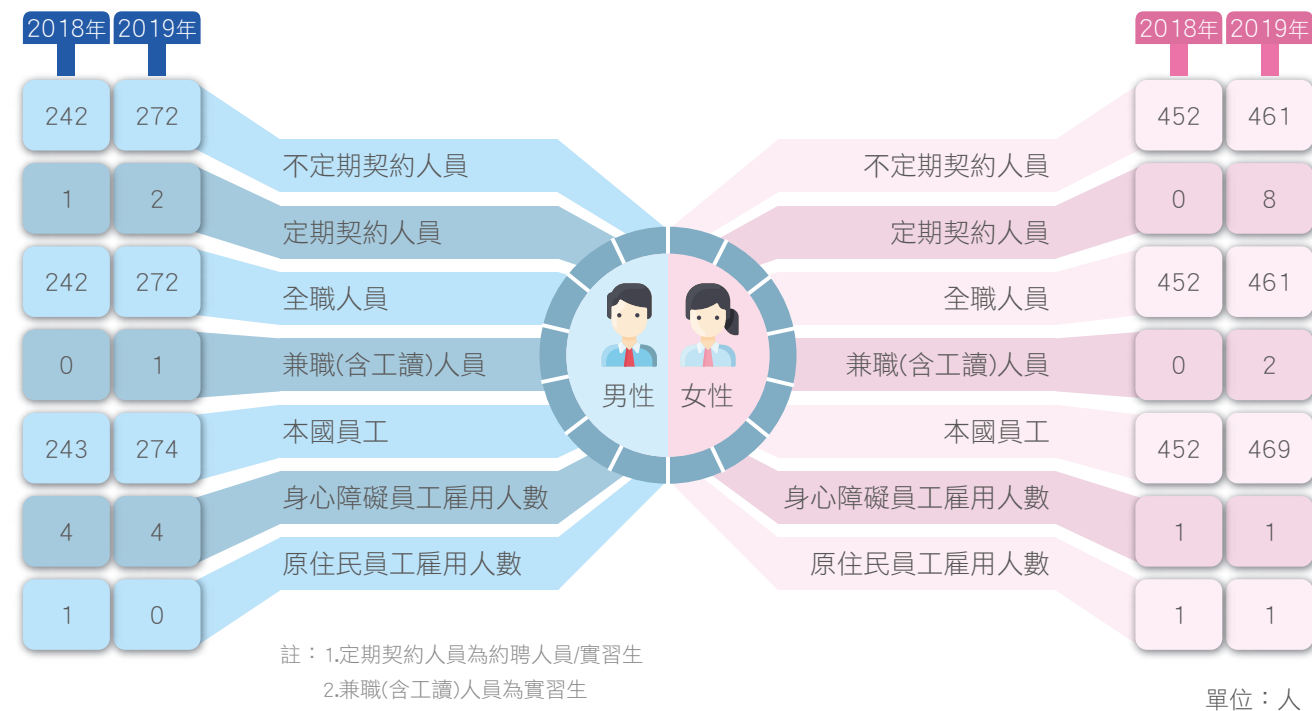 2018年 2019年 2018年 2019年
242 272 不定期契約人員 不定期契約人員 452 461
1 2 定期契約人員 定期契約人員 0 8
242 272 全職人員 全職人員 452 461
0 1 兼職(含工讀)人員 兼職(含工讀)人員 0 2
男性 女性
243 274 本國員工 本國員工 452 469
4 4 身心障礙員工雇用人數 身心障礙員工雇用人數 1 1
1 0 原住民員工雇用人數 原住民員工雇用人數 1 1
註：1.定期契約人員為約聘人員/實習生
2.兼職(含工讀)人員為實習生
單位：人